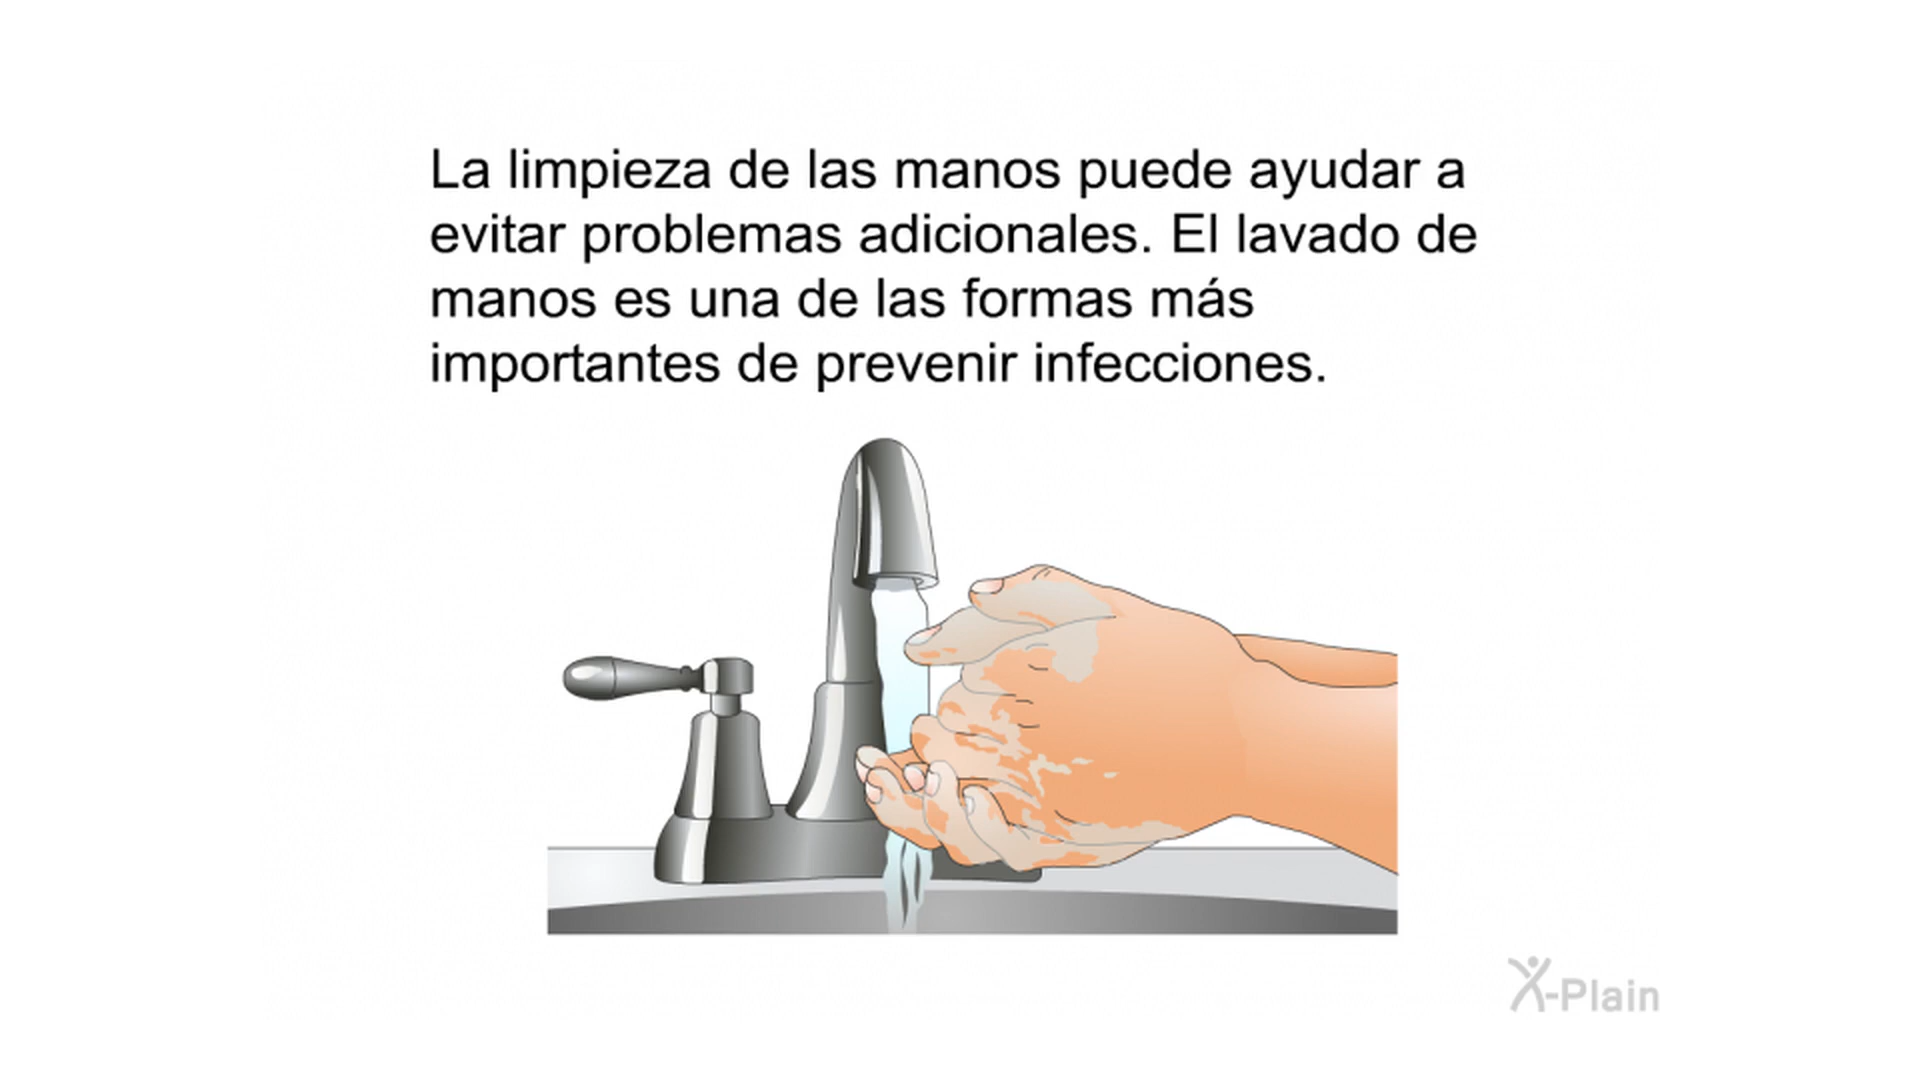 La limpieza de las manos puede ayudar a
evitar problemas adicionales. El lavado de
manos es una de las formas más
importantes de prevenir infecciones.
X-Plain